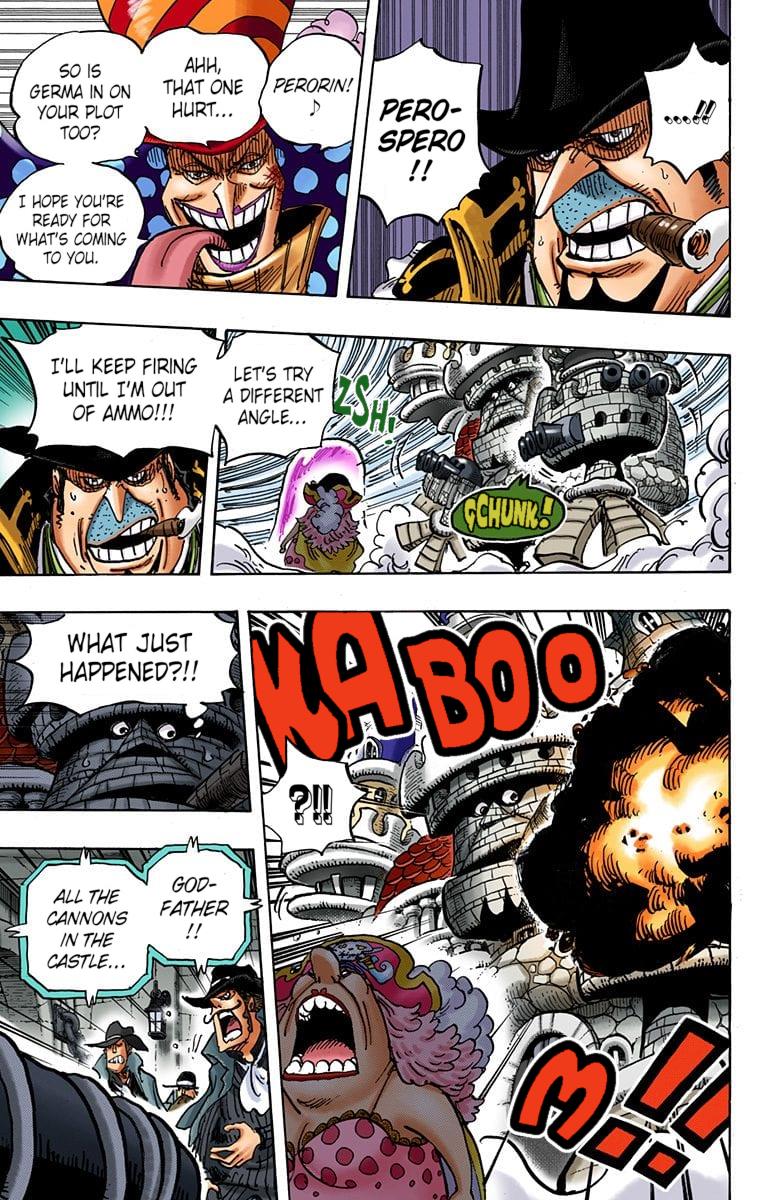 ...!!
PERO-
SPERO
!!
PERORIN!
♪
AHH,
THAT ONE
HURT...
SO IS
GERMA IN ON
YOUR PLOT
TOO?
I HOPE YOU'RE
READY FOR
WHAT'S COMING
TO YOU.
GCHUNK!
ZSH!
LET'S TRY
A DIFFERENT
ANGLE...
I'LL KEEP FIRING
UNTIL I'M OUT
OF AMMO!!!
KABOO
M!!
?!!
WHAT JUST
HAPPENED?!!
GOD-
FATHER
!!
ALL THE
CANNONS
IN THE
CASTLE...